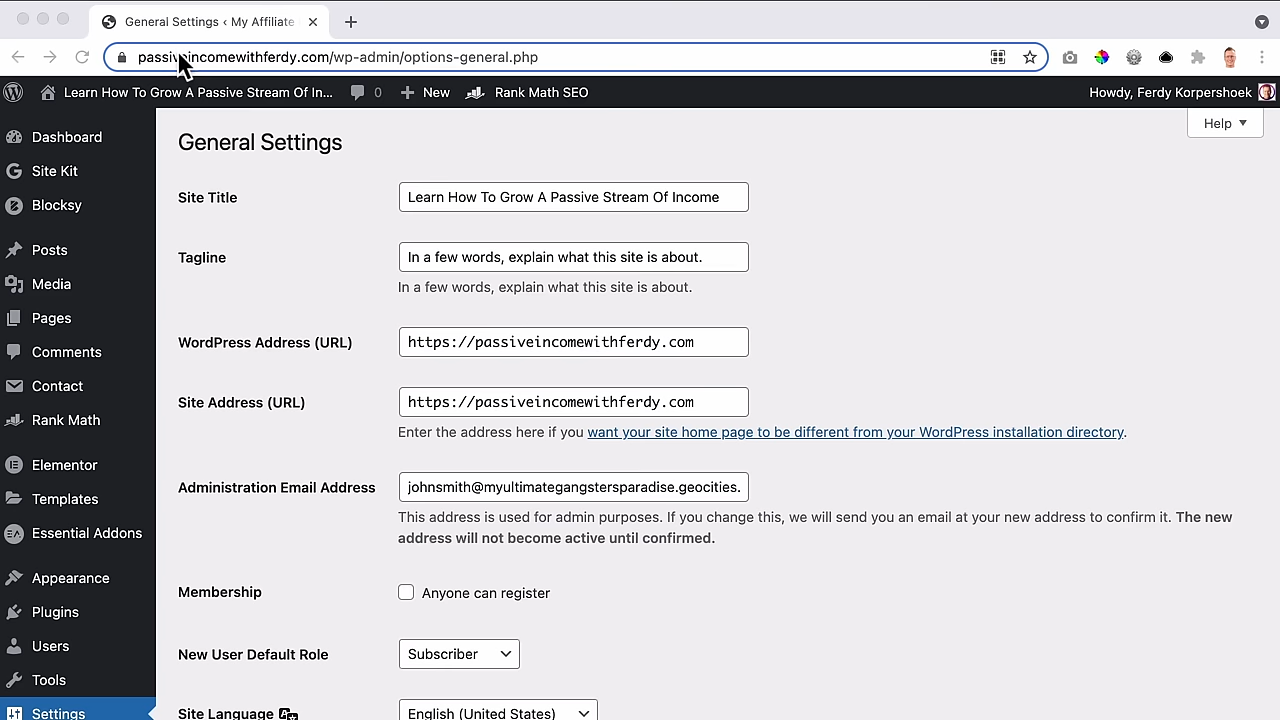 General Settings ‹ My Affiliate
passiveincomewithferdy.com/wp-admin/options-general.php
Learn How To Grow A Passive Stream Of In...
0
New
Rank Math SEO
Howdy, Ferdy Korpershoek
Help
Dashboard
Site Kit
Blocksy
Posts
Media
Pages
Comments
Contact
Rank Math
Elementor
Templates
Essential Addons
Appearance
Plugins
Users
Tools
Settings
General Settings
Site Title
Learn How To Grow A Passive Stream Of Income
Tagline
In a few words, explain what this site is about.
In a few words, explain what this site is about.
WordPress Address (URL)
https://passiveincomewithferdy.com
Site Address (URL)
https://passiveincomewithferdy.com
Enter the address here if you want your site home page to be different from your WordPress installation directory.
Administration Email Address
johnsmith@myultimategangstersparadise.geocities.
This address is used for admin purposes. If you change this, we will send you an email at your new address to confirm it. The new
address will not become active until confirmed.
Membership
Anyone can register
New User Default Role
Subscriber
Site Language
English (United States)